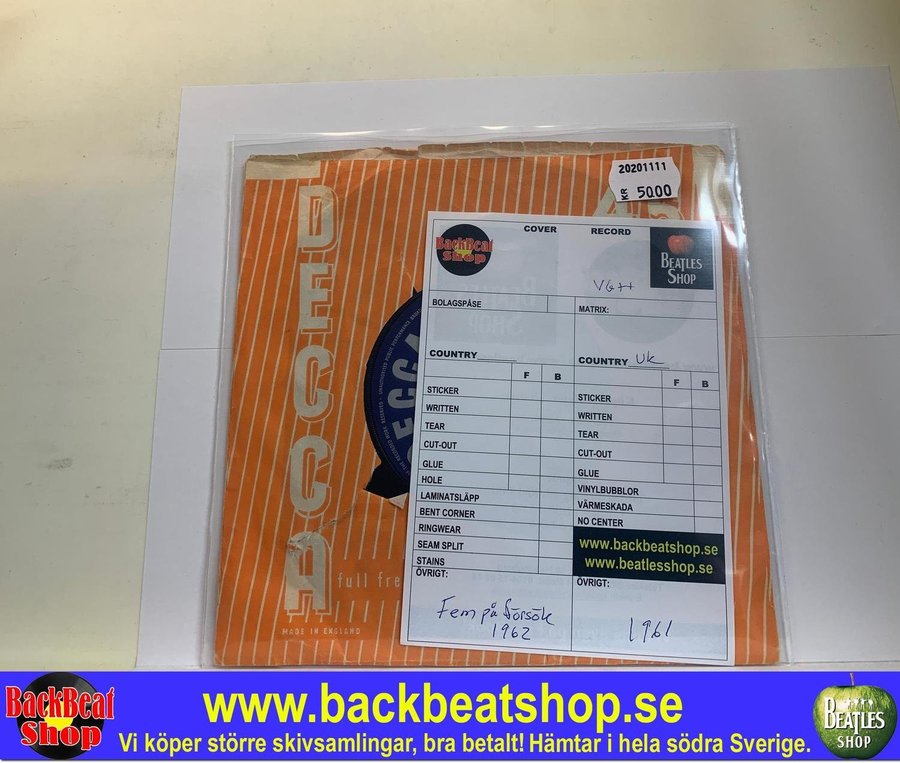 20201111
KR 50.00
DECCA
45
full fre
MADE IN ENGLAND
DECCA
COVER
RECORD
BackBeat
Shop
BEATLES
SHOP
VG++
BOLAGSPÅSE
MATRIX:
COUNTRY
COUNTRY UK
F B
F B
STICKER
WRITTEN
TEAR
CUT-OUT
GLUE
HOLE
LAMINATSLÄPP
BENT CORNER
RINGWEAR
SEAM SPLIT
STAINS
ÖVRIGT:
Fem på försök
1962
STICKER
WRITTEN
TEAR
CUT-OUT
GLUE
VINYLBUBBLOR
VÄRMESKADA
NO CENTER
www.backbeatshop.se
www.beatlesshop.se
ÖVRIGT:
1961
BackBeat
Shop
www.backbeatshop.se
Vi köper större skivsamlingar, bra betalt! Hämtar i hela södra Sverige.
BEATLES
SHOP